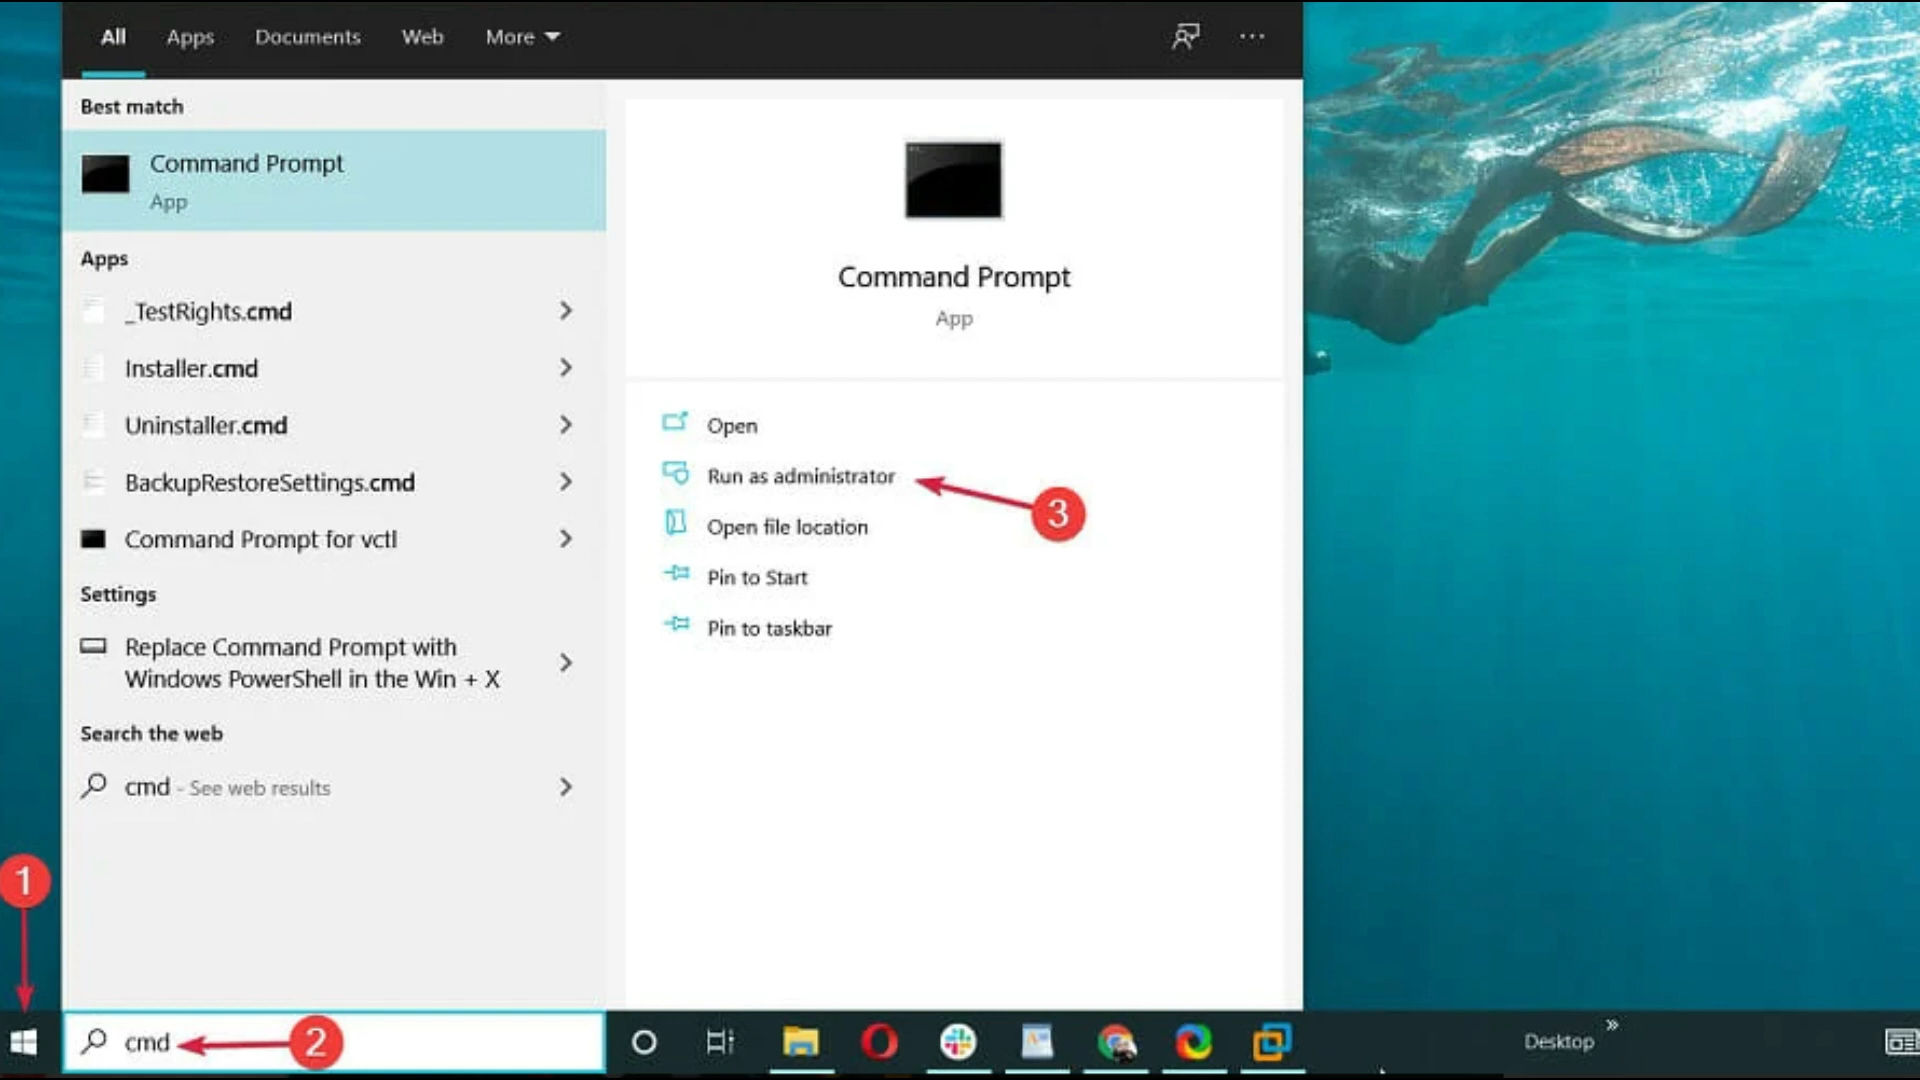 All Apps Documents Web More
Best match
Command Prompt
App
Apps
_TestRights.cmd
Installer.cmd
Uninstaller.cmd
BackupRestoreSettings.cmd
Command Prompt for vctl
Settings
Replace Command Prompt with
Windows PowerShell in the Win + X
Search the web
cmd - See web results
Command Prompt
App
Open
Run as administrator
3
Open file location
Pin to Start
Pin to taskbar
1
cmd
2
Desktop